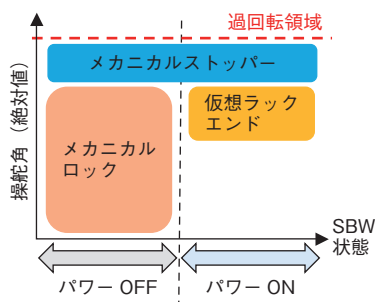 過回転領域
メカニカルストッパー
仮想ラック
エンド
メカニカル
ロック
操舵角（絶対値）
SBW
状態
パワー OFF
パワー ON